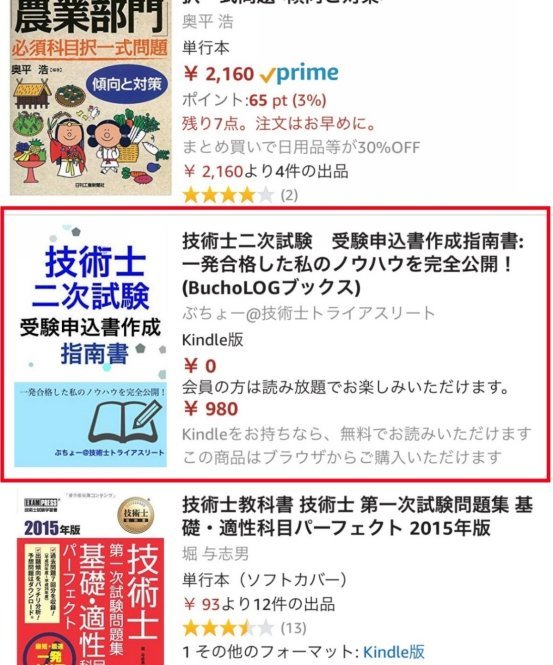 農業部門
必須科目択一式問題
奥平 浩
傾向と対策
日刊工業新聞社
奥平 浩
単行本
¥ 2,160 prime
ポイント:65 pt (3%)
残り7点。注文はお早めに。
まとめ買いで日用品等が30%OFF
¥ 2,160より4件の出品
(2)
技術士
二次試験
受験申込書作成
指南書
一発合格した私のノウハウを完全公開！
ぶちょー@技術士トライアスリート
技術士二次試験　受験申込書作成指南書:
一発合格した私のノウハウを完全公開！
(BuchoLOGブックス)
ぶちょー@技術士トライアスリート
Kindle版
¥ 0
会員の方は読み放題でお楽しみいただけます。
¥ 980
Kindleをお持ちなら、無料でお読みいただけます
この商品はブラウザからご購入いただけます
EXAMPRESS
技術士試験学習書
2015年版
技術士
第一次試験問題集
基礎・適性科目
パーフェクト
技術士教科書 技術士 第一次試験問題集 基
礎・適性科目パーフェクト 2015年版
堀 与志男
単行本（ソフトカバー）
¥ 93より12件の出品
(13)
1 その他のフォーマット: Kindle版